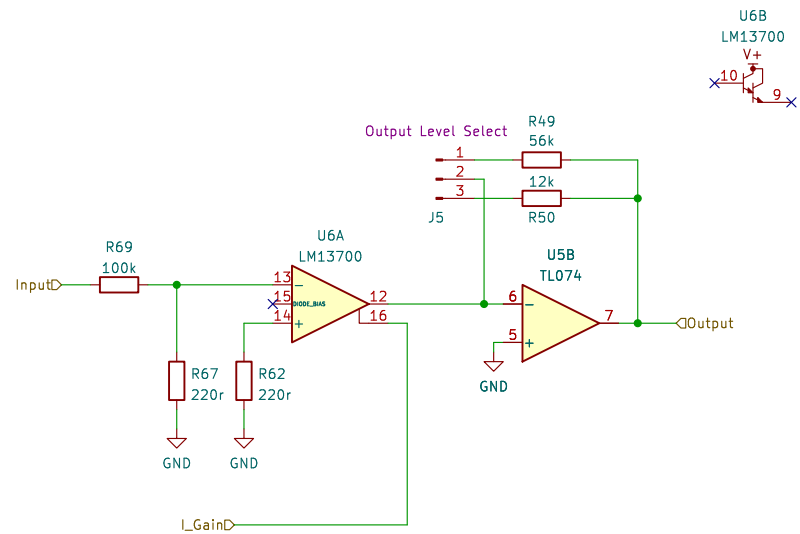 U6B
LM13700
V+
10
9
Output Level Select
R49
56k
1
2
3
J5
12k
R50
U6A
LM13700
R69
100k
Input
13
15
DIODE_BIAS
14
12
16
U5B
TL074
6
5
7
Output
GND
R67
220r
R62
220r
GND
GND
I_Gain